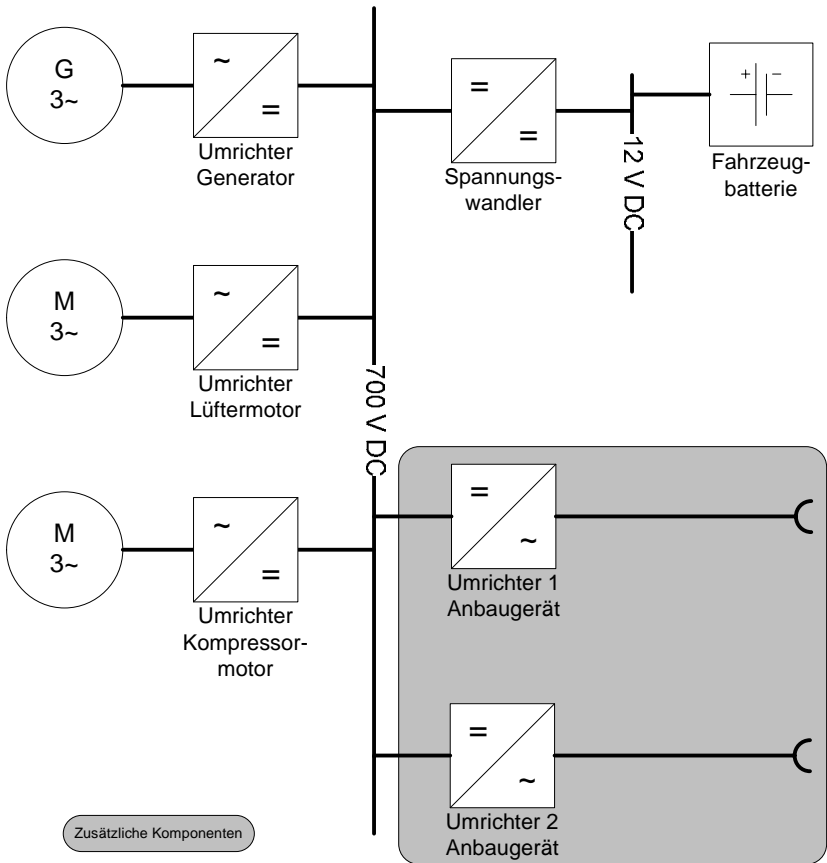 G
3~
~
=
Umrichter
Generator
=
=
Spannungs-
wandler
12 V DC
+ −
Fahrzeug-
batterie
M
3~
~
=
Umrichter
Lüftermotor
700 V DC
M
3~
~
=
Umrichter
Kompressor-
motor
=
~
Umrichter 1
Anbaugerät
=
~
Umrichter 2
Anbaugerät
Zusätzliche Komponenten